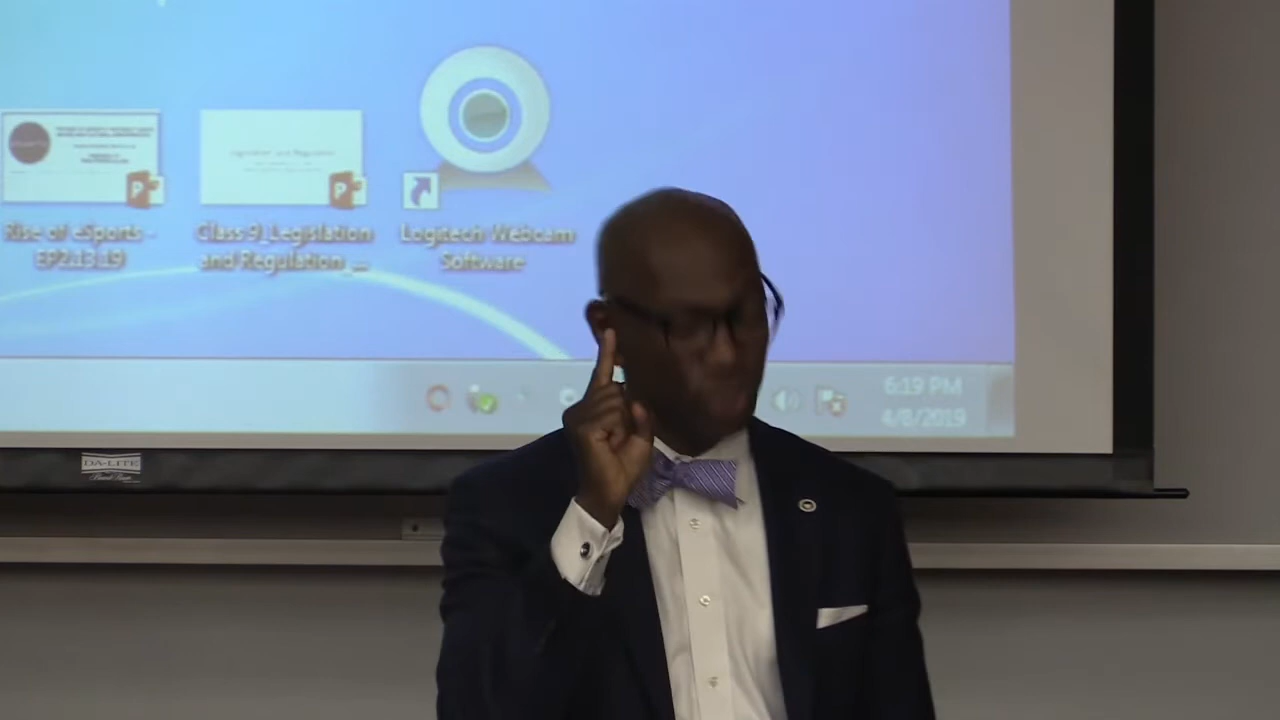 Rise of eSports -
EP2.13.19)
Class 9_Legislation
and Regulation_...
Logitech Webcam
Software
6:19 PM
4/8/2019
DA-LITE